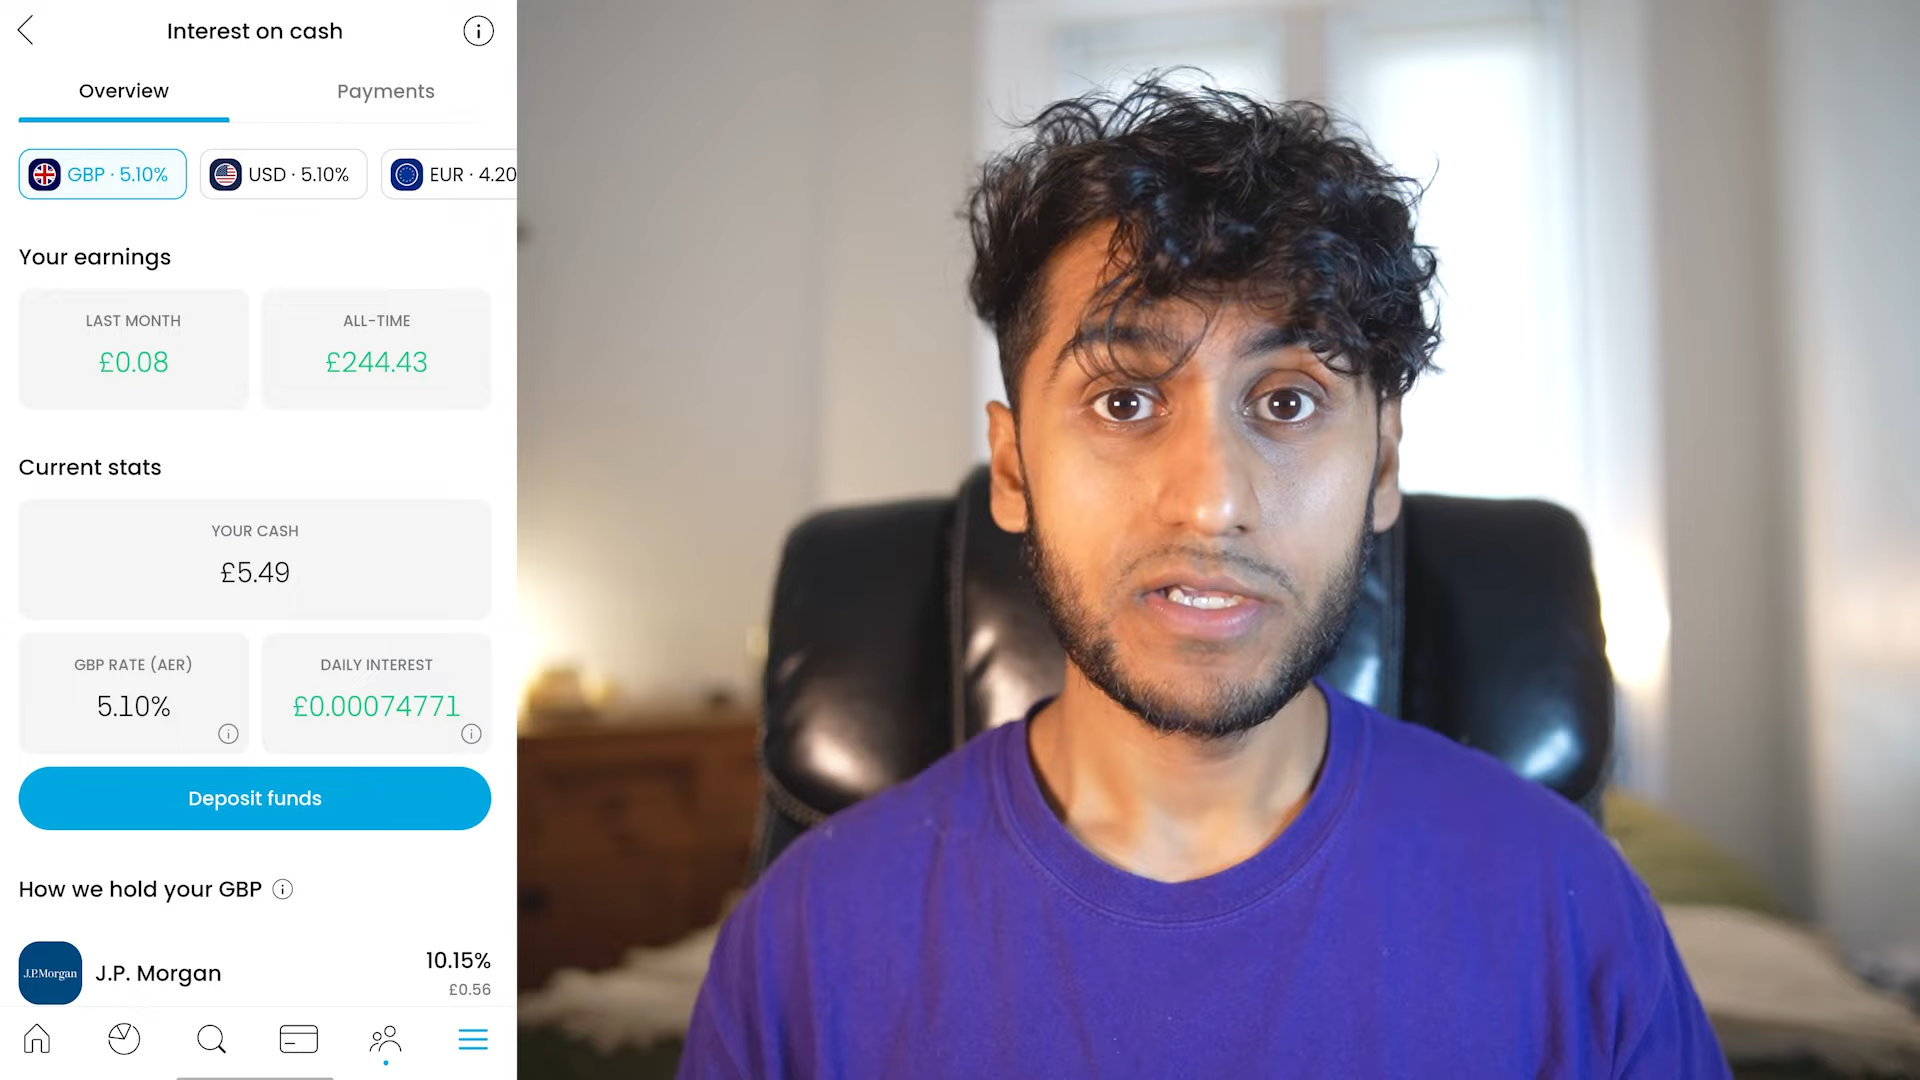 Interest on cash
Overview
Payments
GBP · 5.10%
USD · 5.10%
EUR · 4.20
Your earnings
LAST MONTH
ALL-TIME
£0.08
£244.43
Current stats
YOUR CASH
£5.49
GBP RATE (AER)
DAILY INTEREST
5.10%
£0.00074771
Deposit funds
How we hold your GBP
J.P.Morgan
J.P. Morgan
10.15%
£0.56